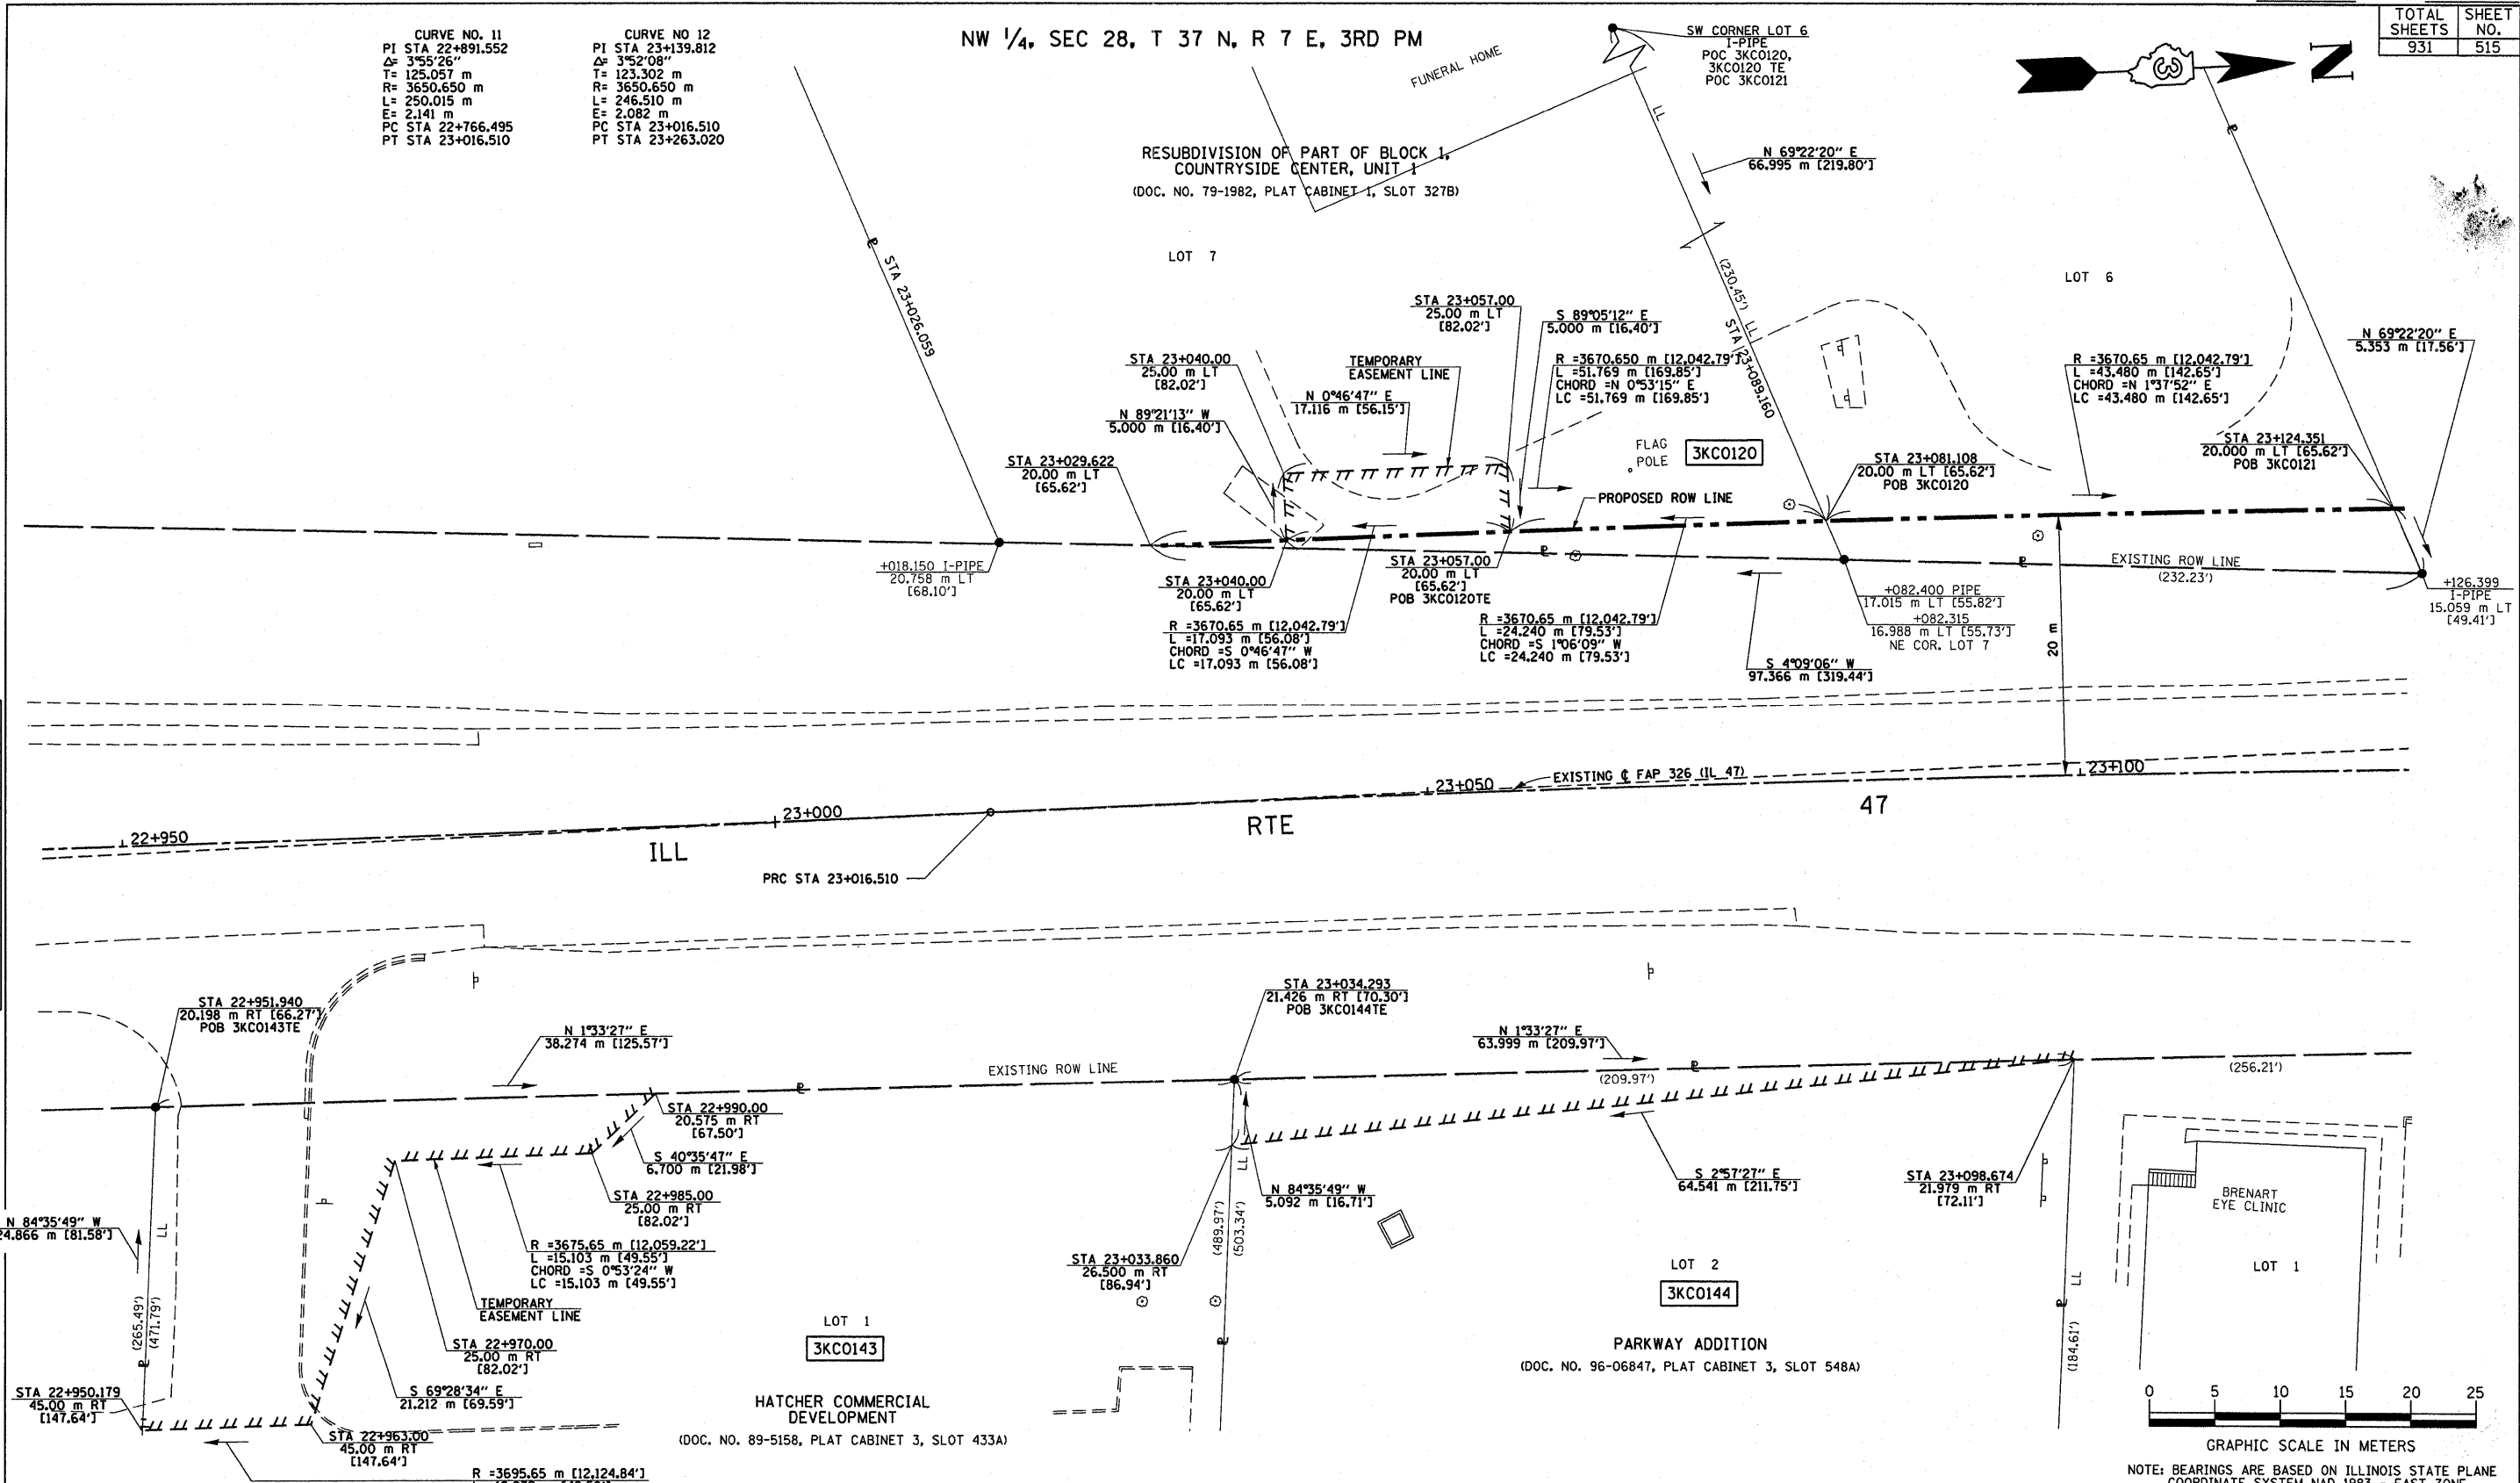 TOTAL SHEETS
931
SHEET NO.
515
CURVE NO. 11
PI STA 22+891.552
Δ= 3°55'26"
T= 125.057 m
R= 3650.650 m
L= 250.015 m
E= 2.141 m
PC STA 22+766.495
PT STA 23+016.510
CURVE NO 12
PI STA 23+139.812
Δ= 3°52'08"
T= 123.302 m
R= 3650.650 m
L= 246.510 m
E= 2.082 m
PC STA 23+016.510
PT STA 23+263.020
NW 1/4, SEC 28, T 37 N, R 7 E, 3RD PM
FUNERAL HOME
SW CORNER LOT 6
I-PIPE
POC 3KC0120,
3KC0120 TE
POC 3KC0121
3
N
RESUBDIVISION OF PART OF BLOCK 1,
COUNTRYSIDE CENTER, UNIT 1
(DOC. NO. 79-1982, PLAT CABINET 1, SLOT 327B)
LL
N 69°22'20" E
66.995 m [219.80']
LOT 7
LOT 6
STA 23+026.059
(230.45')
LL
STA 23+089.160
STA 23+057.00
25.00 m LT
[82.02']
S 89°05'12" E
5.000 m [16.40']
N 69°22'20" E
5.353 m [17.56']
STA 23+040.00
25.00 m LT
[82.02']
TEMPORARY
EASEMENT LINE
R =3670.650 m [12,042.79']
L =51.769 m [169.85']
CHORD =N 0°53'15" E
LC =51.769 m [169.85']
R =3670.65 m [12,042.79']
L =43.480 m [142.65']
CHORD =N 1°37'52" E
LC =43.480 m [142.65']
N 0°46'47" E
17.116 m [56.15']
N 89°21'13" W
5.000 m [16.40']
FLAG
POLE
3KC0120
STA 23+029.622
20.00 m LT
[65.62']
STA 23+081.108
20.00 m LT [65.62']
POB 3KC0120
STA 23+124.351
20.000 m LT [65.62']
POB 3KC0121
PROPOSED ROW LINE
+018.150 I-PIPE
20.758 m LT
[68.10']
STA 23+040.00
20.00 m LT
[65.62']
STA 23+057.00
20.00 m LT
[65.62']
POB 3KC0120TE
EXISTING ROW LINE
(232.23')
+082.400 PIPE
17.015 m LT [55.82']
+082.315
16.988 m LT [55.73']
NE COR. LOT 7
+126.399
I-PIPE
15.059 m LT
[49.41']
R =3670.65 m [12,042.79']
L =17.093 m [56.08']
CHORD =S 0°46'47" W
LC =17.093 m [56.08']
R =3670.65 m [12,042.79']
L =24.240 m [79.53']
CHORD =S 1°06'09" W
LC =24.240 m [79.53']
S 4°09'06" W
97.366 m [319.44']
20 m
22+950
23+000
23+050
EXISTING ℄ FAP 326 (IL 47)
23+100
ILL
RTE
47
PRC STA 23+016.510
STA 22+951.940
20.198 m RT [66.27']
POB 3KC0143TE
N 1°33'27" E
38.274 m [125.57']
EXISTING ROW LINE
STA 23+034.293
21.426 m RT [70.30']
POB 3KC0144TE
N 1°33'27" E
63.999 m [209.97']
(209.97')
(256.21')
STA 22+990.00
20.575 m RT
[67.50']
S 40°35'47" E
6.700 m [21.98']
STA 22+985.00
25.00 m RT
[82.02']
N 84°35'49" W
5.092 m [16.71']
LL
S 2°57'27" E
64.541 m [211.75']
STA 23+098.674
21.979 m RT
[72.11']
BRENART
EYE CLINIC
LOT 1
N 84°35'49" W
24.866 m [81.58']
LL
(265.49')
(471.79')
R =3675.65 m [12,059.22']
L =15.103 m [49.55']
CHORD =S 0°53'24" W
LC =15.103 m [49.55']
TEMPORARY
EASEMENT LINE
STA 22+970.00
25.00 m RT
[82.02']
S 69°28'34" E
21.212 m [69.59']
STA 23+033.860
26.500 m RT
[86.94']
(489.97')
(503.34')
LOT 1
3KC0143
HATCHER COMMERCIAL
DEVELOPMENT
(DOC. NO. 89-5158, PLAT CABINET 3, SLOT 433A)
LOT 2
3KC0144
PARKWAY ADDITION
(DOC. NO. 96-06847, PLAT CABINET 3, SLOT 548A)
LL
(184.61')
STA 22+950.179
45.00 m RT
[147.64']
STA 22+963.00
45.00 m RT
[147.64']
R =3695.65 m [12,124.84']
0 5 10 15 20 25
GRAPHIC SCALE IN METERS
NOTE: BEARINGS ARE BASED ON ILLINOIS STATE PLANE
COORDINATE SYSTEM NAD 1983 - EAST ZONE